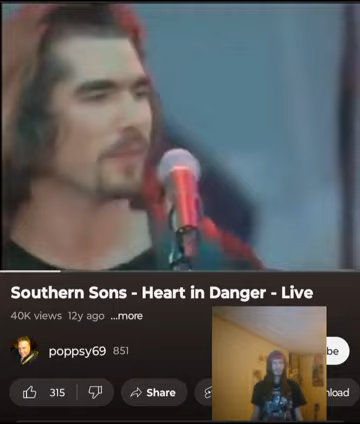 Southern Sons - Heart in Danger - Live
40K views 12y ago ...more
poppsy69 851
be
315 Share nload